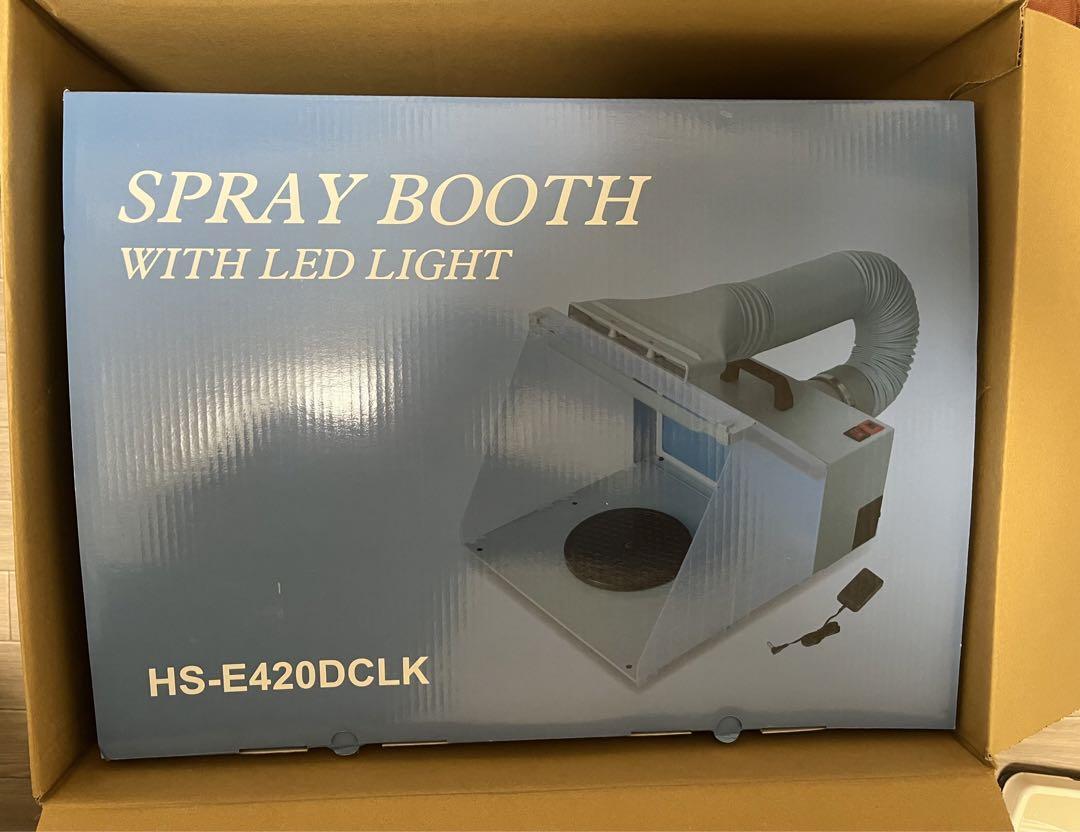 SPRAY BOOTH
WITH LED LIGHT
HS-E420DCLK